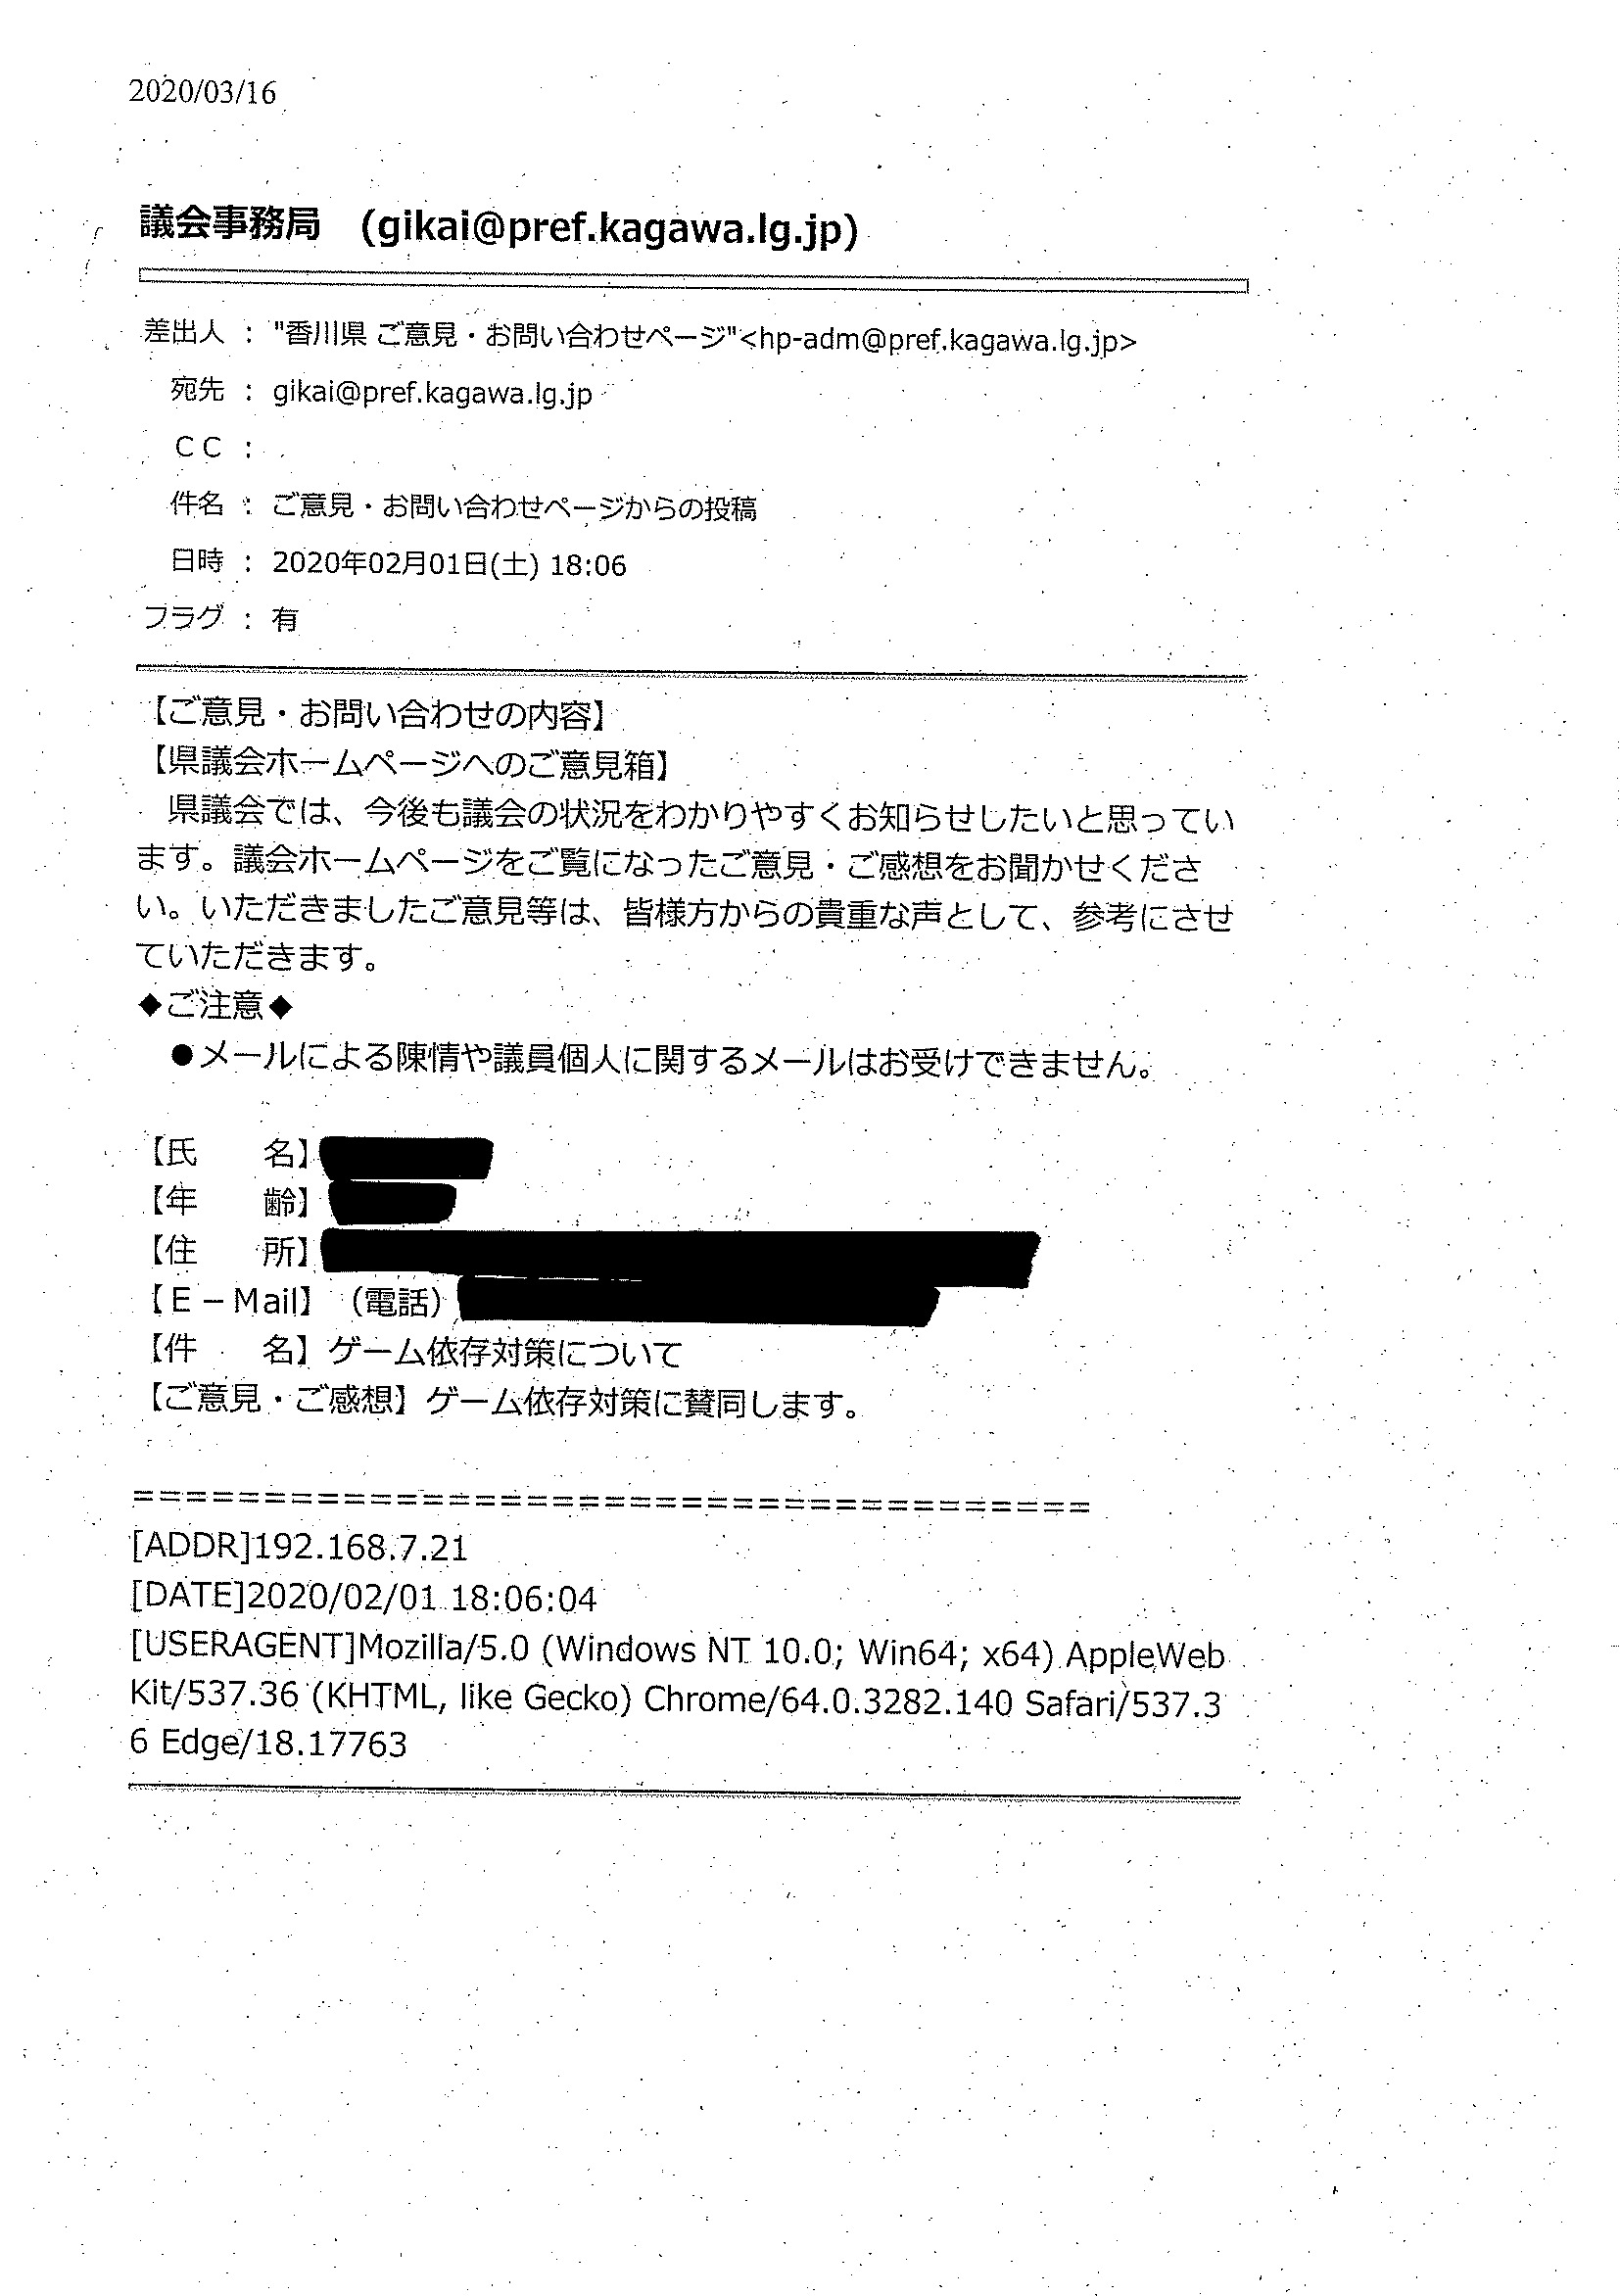 2020/03/16
議会事務局　(gikai@pref.kagawa.lg.jp)
差出人 : "香川県 ご意見・お問い合わせページ"<hp-adm@pref.kagawa.lg.jp>
宛先 : gikai@pref.kagawa.lg.jp
ＣＣ :
件名 : ご意見・お問い合わせページからの投稿
日時 : 2020年02月01日(土) 18:06
フラグ : 有
【ご意見・お問い合わせの内容】
【県議会ホームページへのご意見箱】
　県議会では、今後も議会の状況をわかりやすくお知らせしたいと思ってい
ます。議会ホームページをご覧になったご意見・ご感想をお聞かせくださ
い。いただきましたご意見等は、皆様方からの貴重な声として、参考にさせ
ていただきます。
◆ご注意◆
　●メールによる陳情や議員個人に関するメールはお受けできません。
【氏　　名】
【年　　齢】
【住　　所】
【Ｅ－Mail】（電話）
【件　　名】ゲーム依存対策について
【ご意見・ご感想】ゲーム依存対策に賛同します。
=====================================
[ADDR]192.168.7.21
[DATE]2020/02/01 18:06:04
[USERAGENT]Mozilla/5.0 (Windows NT 10.0; Win64; x64) AppleWeb
Kit/537.36 (KHTML, like Gecko) Chrome/64.0.3282.140 Safari/537.3
6 Edge/18.17763